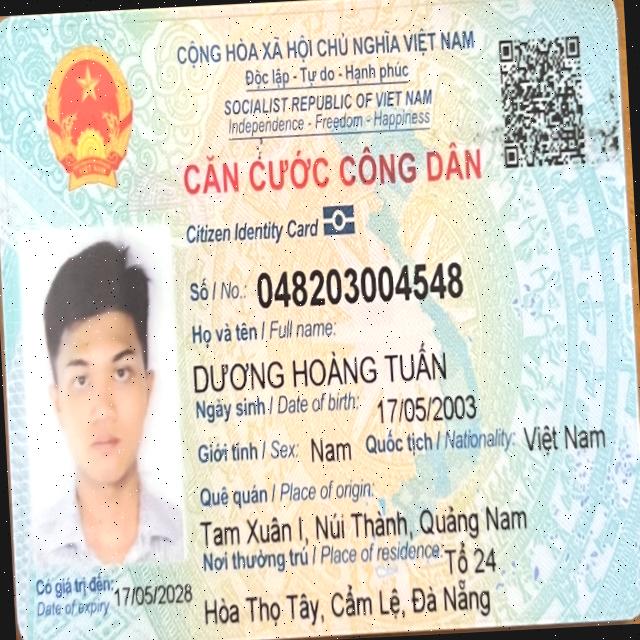 CỘNG HÒA XÃ HỘI CHỦ NGHĨA VIỆT NAM
Độc lập - Tự do - Hạnh phúc
SOCIALIST REPUBLIC OF VIET NAM
Independence - Freedom - Happiness
CĂN CƯỚC CÔNG DÂN
Citizen Identity Card
Số / No.: 048203004548
Họ và tên / Full name:
DƯƠNG HOÀNG TUẤN
Ngày sinh / Date of birth: 17/05/2003
Giới tính / Sex: Nam Quốc tịch / Nationality: Việt Nam
Quê quán / Place of origin:
Tam Xuân I, Núi Thành, Quảng Nam
Nơi thường trú / Place of residence: Tổ 24
Hòa Thọ Tây, Cẩm Lệ, Đà Nẵng
Có giá trị đến: 17/05/2028
Date of expiry